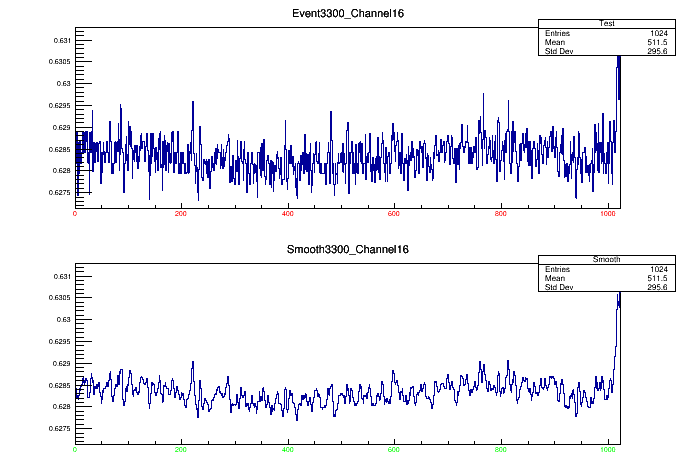 Event3300_Channel16
Test
Entries 1024
Mean 511.5
Std Dev 295.6
0.631
0.6305
0.63
0.6295
0.629
0.6285
0.628
0.6275
0 200 400 600 800 1000
Smooth3300_Channel16
Smooth
Entries 1024
Mean 511.5
Std Dev 295.6
0.631
0.6305
0.63
0.6295
0.629
0.6285
0.628
0.6275
0 200 400 600 800 1000